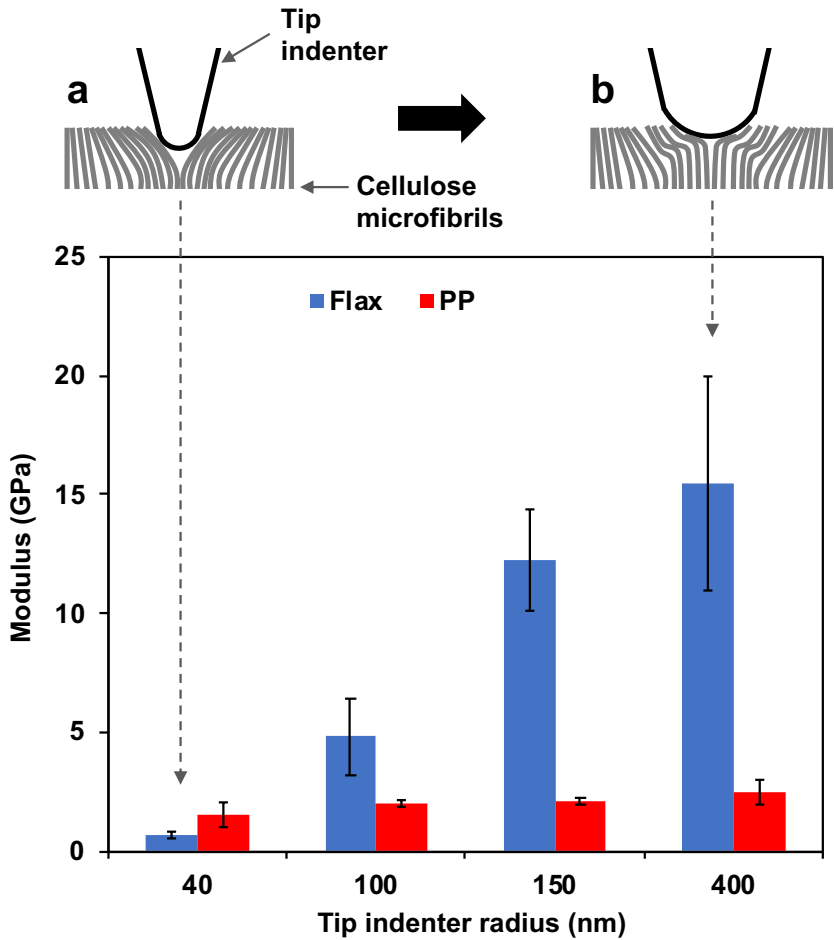 Tip
indenter
a
b
Cellulose
microfibrils
25
Flax
PP
20
15
10
5
0
Modulus (GPa)
40
100
150
400
Tip indenter radius (nm)